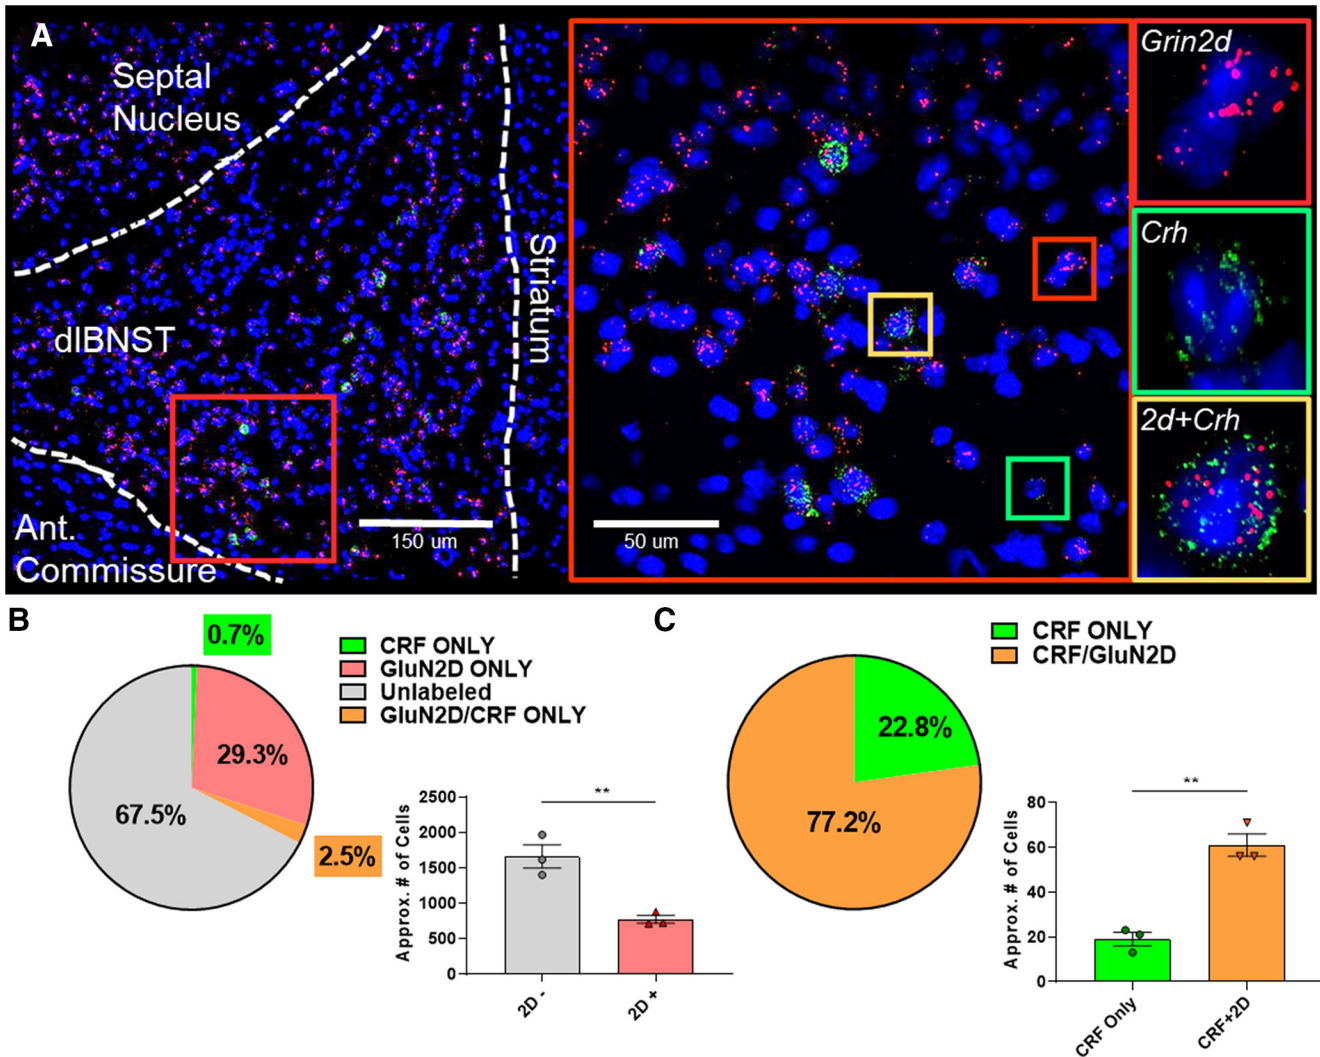 A
Septal
Nucleus
dlBNST
Striatum
Ant.
Commissure
150 um
50 um
Grin2d
Crh
2d+Crh
B
0.7%
29.3%
67.5%
2.5%
CRF ONLY
GluN2D ONLY
Unlabeled
GluN2D/CRF ONLY
Approx. # of Cells
2500
2000
1500
1000
500
0
**
2D -
2D +
C
22.8%
77.2%
CRF ONLY
CRF/GluN2D
Approx. # of Cells
80
60
40
20
0
**
CRF Only
CRF+2D